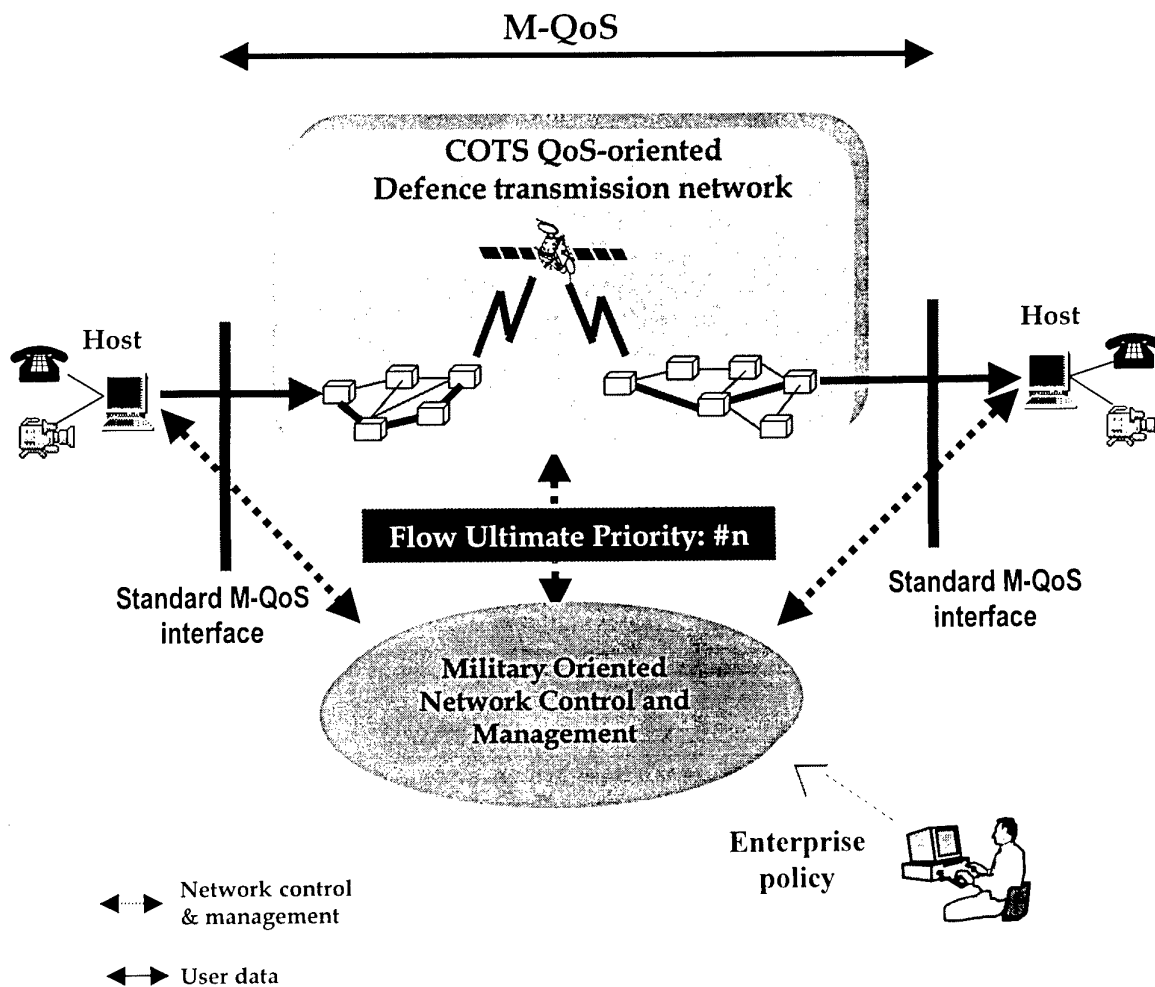 M-QoS
COTS QoS-oriented
Defence transmission network
Host
Host
Flow Ultimate Priority: #n
Standard M-QoS
interface
Standard M-QoS
interface
Military Oriented
Network Control and
Management
Enterprise
policy
Network control
& management
User data